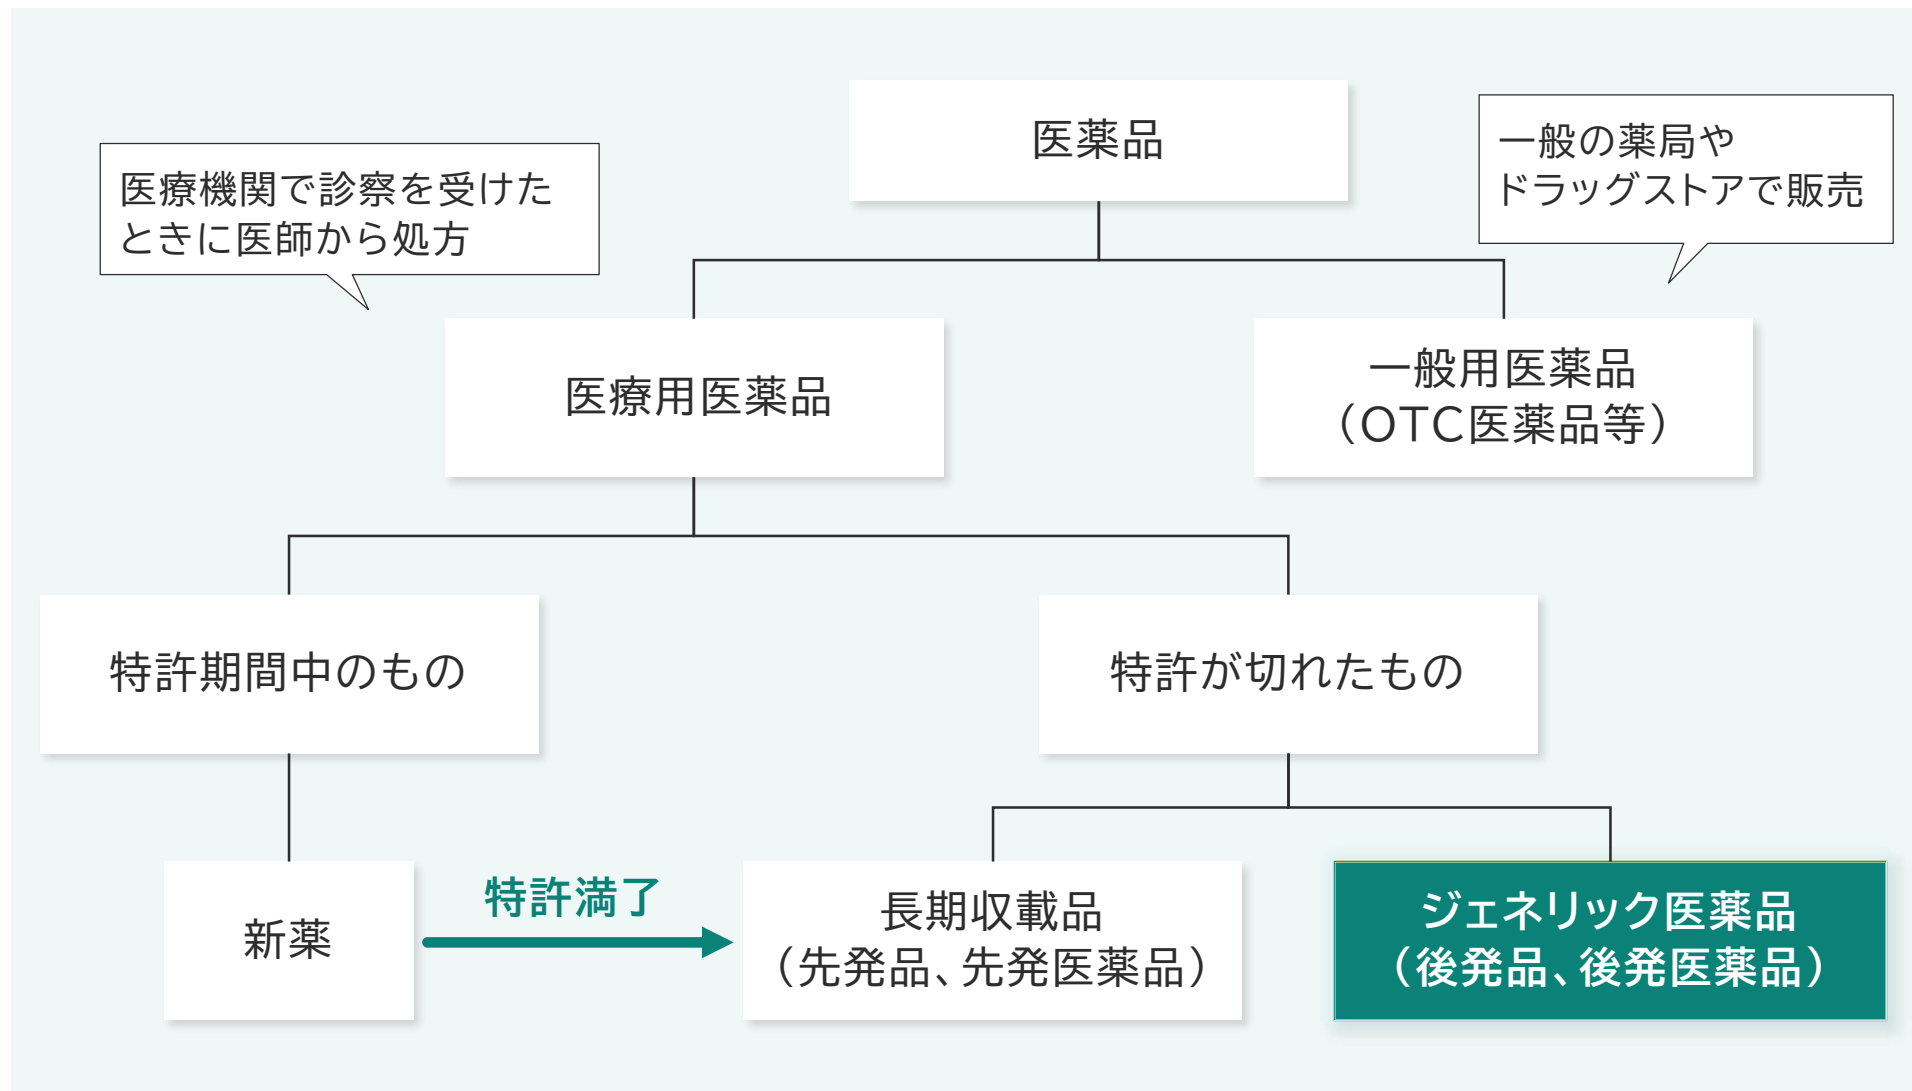 医薬品
医療機関で診察を受けた
ときに医師から処方
一般の薬局や
ドラッグストアで販売
医療用医薬品
一般用医薬品
（OTC医薬品等）
特許期間中のもの
特許が切れたもの
新薬
特許満了
長期収載品
（先発品、先発医薬品）
ジェネリック医薬品
（後発品、後発医薬品）